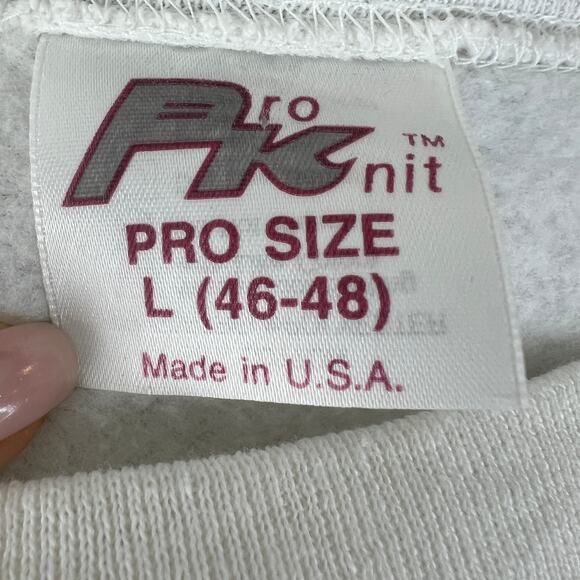 Pro Knit™
PRO SIZE
L (46-48)
Made in U.S.A.